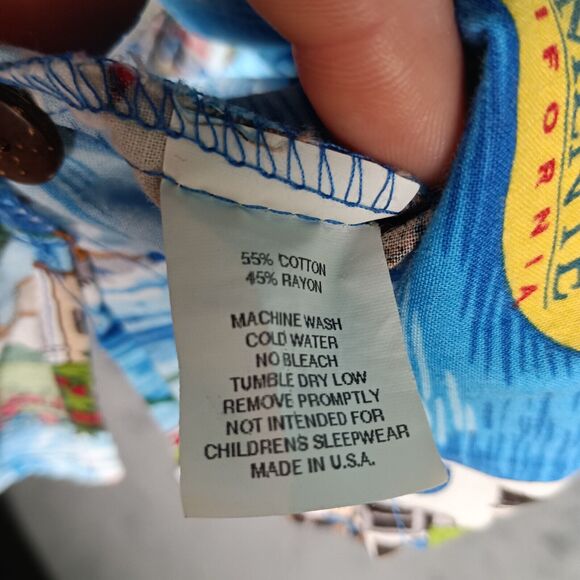 55% COTTON
45% RAYON
MACHINE WASH
COLD WATER
NO BLEACH
TUMBLE DRY LOW
REMOVE PROMPTLY
NOT INTENDED FOR
CHILDRENS SLEEPWEAR
MADE IN U.S.A.